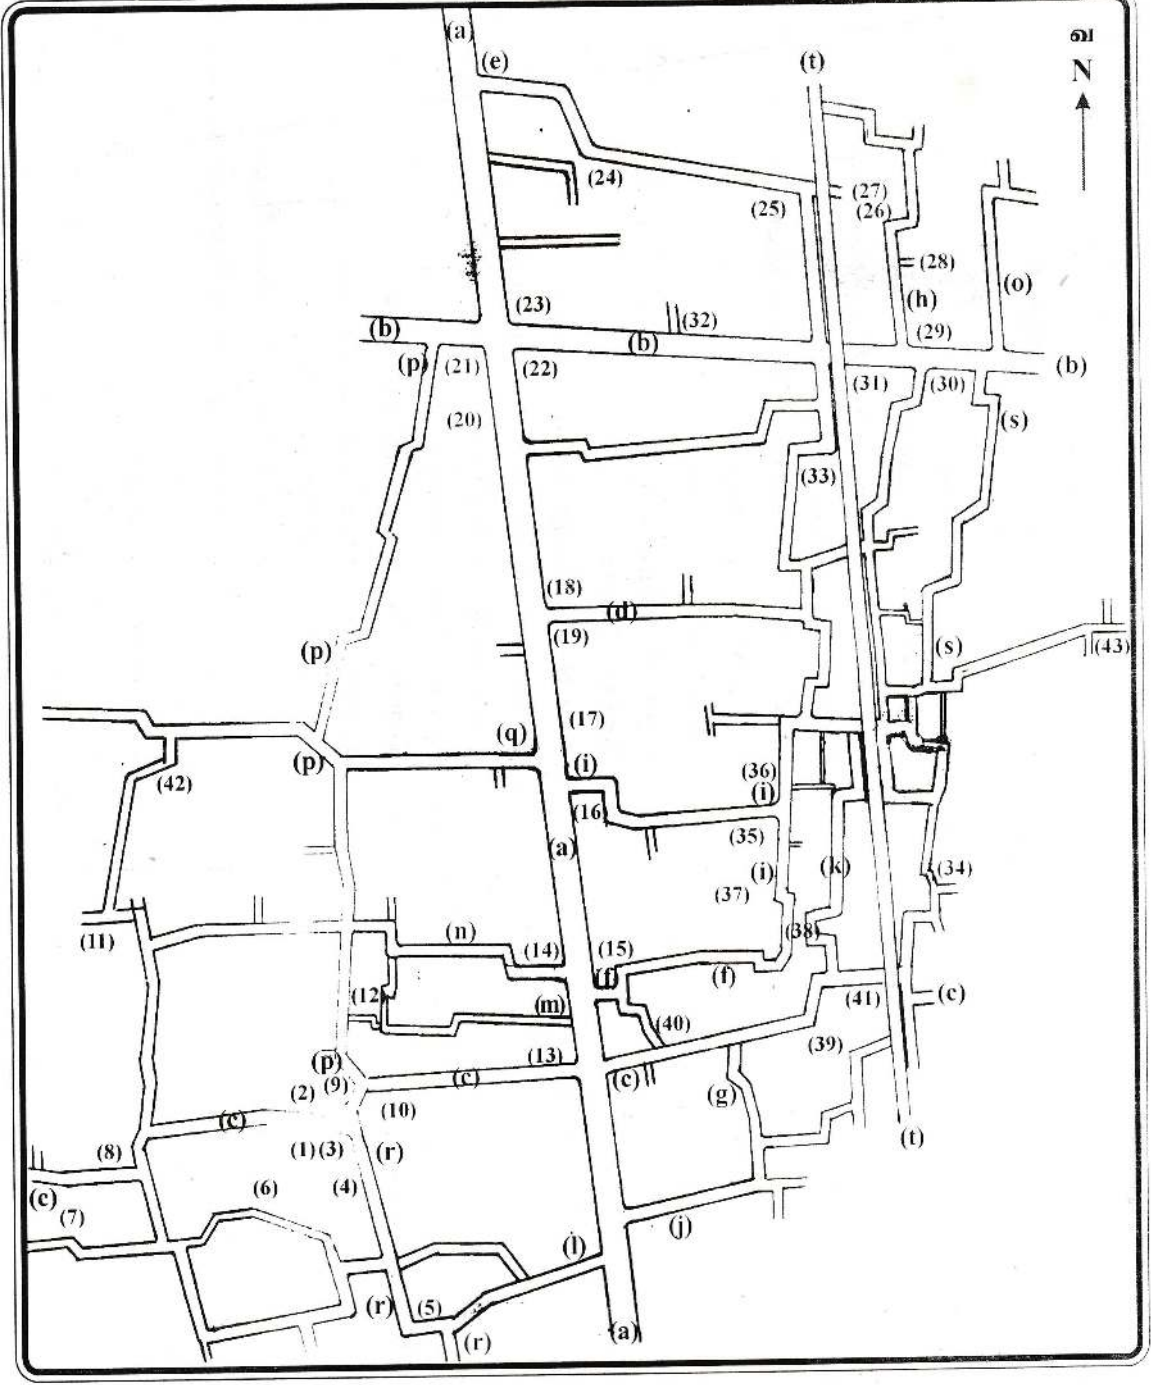 (a)
வ
(e)
(t)
N
(24)
(27)
(25)
(26)
(28)
(o)
(h)
(23)
(32)
(b)
(29)
(b)
(p)
(21)
(22)
(b)
(31)
(30)
(20)
(s)
(33)
(18)
(d)
(19)
(p)
(s)
(43)
(17)
(q)
(p)
(i)
(42)
(36)
(i)
(16)
(35)
(a)
(i)
(k)
(34)
(37)
(11)
(n)
(38)
(14)
(15)
(f)
(f)
(12)
(41)
(c)
(m)
(40)
(39)
(p)
(13)
(9)
(c)
(c)
(2)
(g)
(10)
(c)
(t)
(8)
(1)
(3)
(r)
(c)
(6)
(4)
(7)
(j)
(l)
(r)
(5)
(r)
(a)